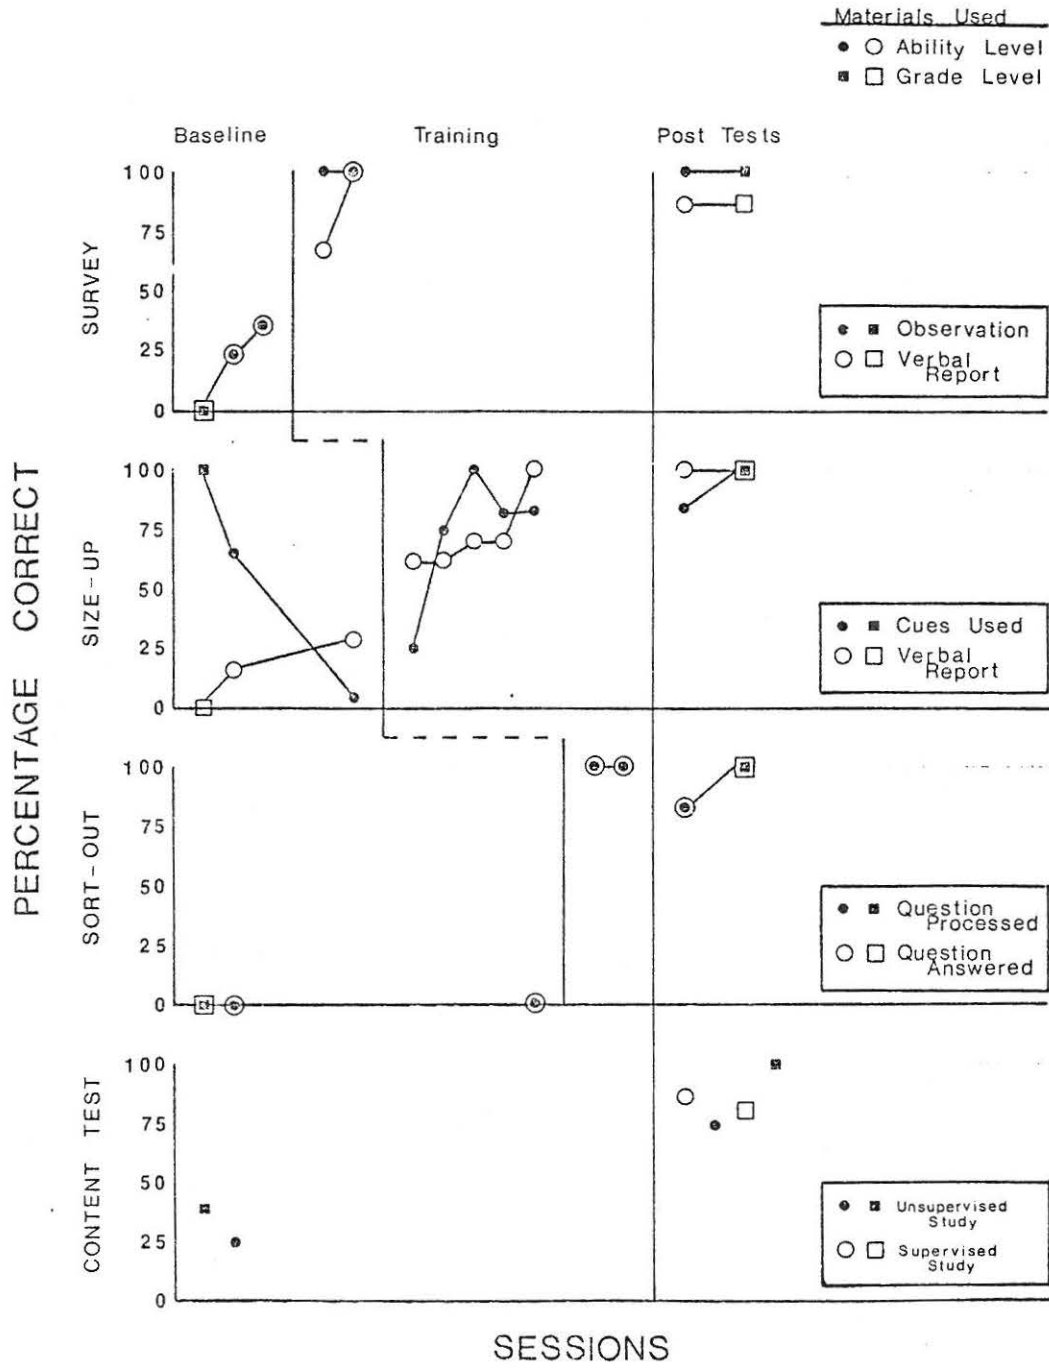 Materials Used
Ability Level
Grade Level
Baseline
Training
Post Tests
PERCENTAGE CORRECT
SURVEY
100
75
50
25
0
Observation
Verbal
Report
SIZE-UP
100
75
50
25
0
Cues Used
Verbal
Report
SORT-OUT
100
75
50
25
0
Question
Processed
Question
Answered
CONTENT TEST
100
75
50
25
0
Unsupervised
Study
Supervised
Study
SESSIONS